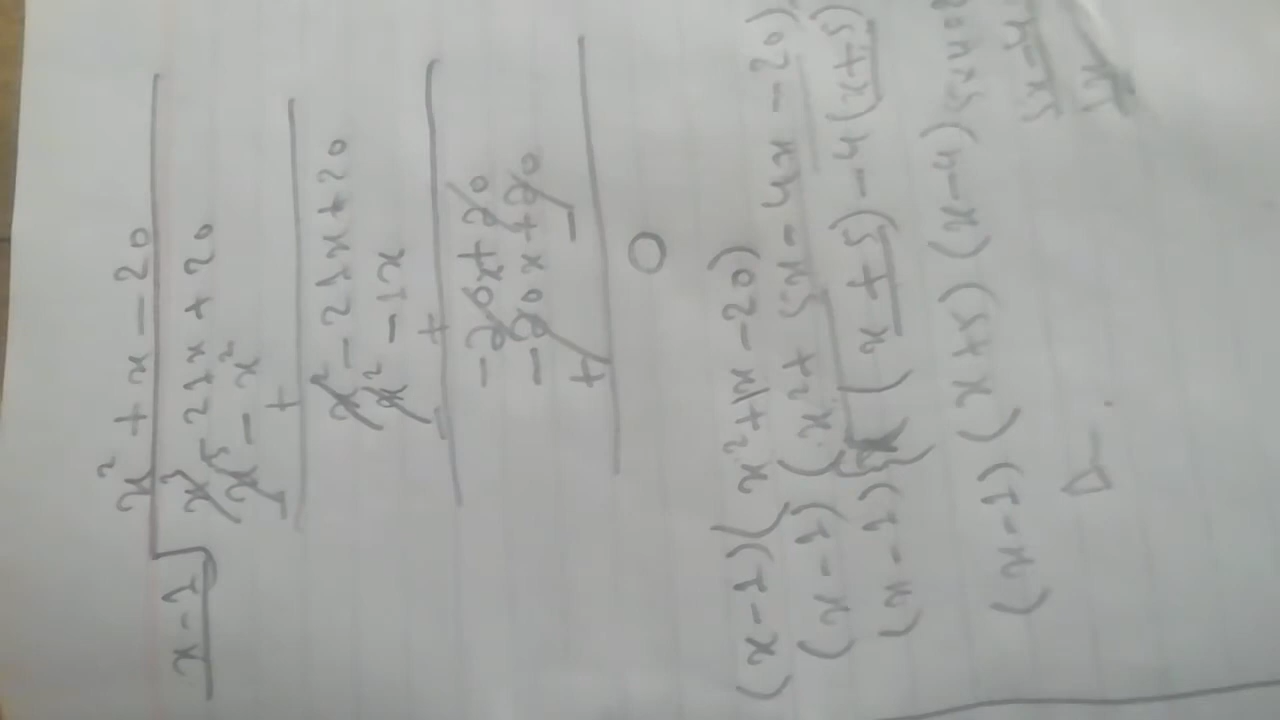 x² + x - 20
x-1 x³ - 21x + 20
x³ - x²
- +
x² - 21x + 20
x² - 1x
- +
-20x + 20
-20x + 20
+ -
0
(x-1)(x²+1x-20)
(x-1)(x²+5x-4x-20)
(x-1){x(x+5)-4(x+5)
(x-1)(x+5)(x-4)